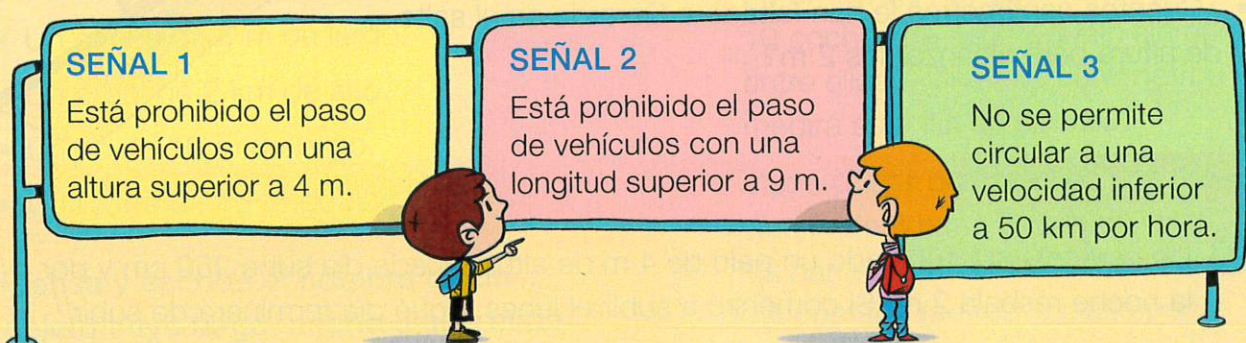 SEÑAL 1
Está prohibido el paso
de vehículos con una
altura superior a 4 m.
SEÑAL 2
Está prohibido el paso
de vehículos con una
longitud superior a 9 m.
SEÑAL 3
No se permite
circular a una
velocidad inferior
a 50 km por hora.